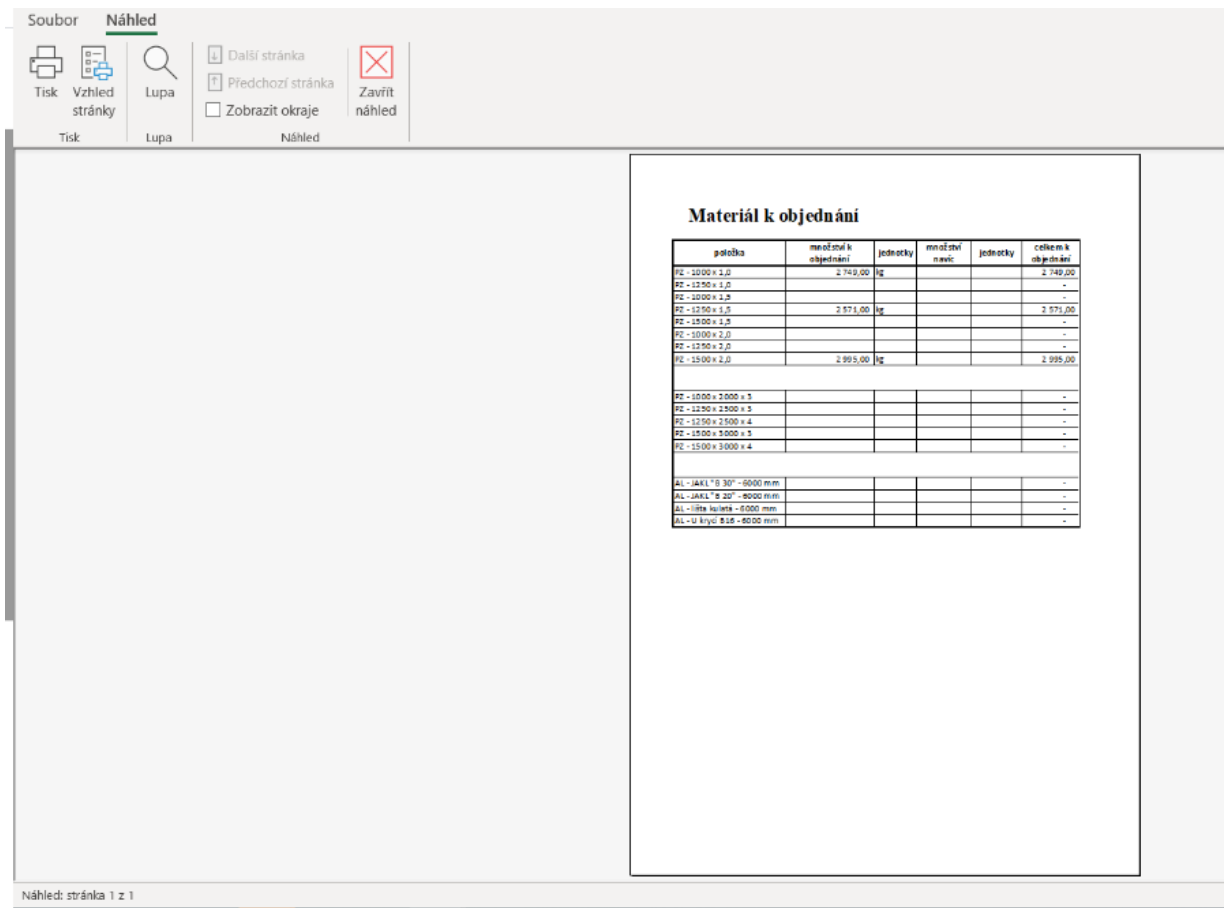 Soubor Náhled
Tisk Vzhled stránky Lupa Další stránka Předchozí stránka Zobrazit okraje Zavřít náhled
Tisk Lupa Náhled
Materiál k objednání
položka množství k objednání jednotky množství navíc jednotky celkem k objednání
PZ - 1000 x 1,0 2 749,00 kg 2 749,00
PZ - 1250 x 1,0 -
PZ - 1000 x 1,5 -
PZ - 1250 x 1,5 2 571,00 kg 2 571,00
PZ - 1500 x 1,5 -
PZ - 1000 x 2,0 -
PZ - 1250 x 2,0 -
PZ - 1500 x 2,0 2 995,00 kg 2 995,00
PZ - 1000 x 2000 x 3 -
PZ - 1250 x 2500 x 3 -
PZ - 1250 x 2500 x 4 -
PZ - 1500 x 3000 x 3 -
PZ - 1500 x 3000 x 4 -
AL - JAKL "B 30" - 6000 mm -
AL - JAKL "B 20" - 6000 mm -
AL - lišta kulatá - 6000 mm -
AL - U krycí B16 - 6000 mm -
Náhled: stránka 1 z 1